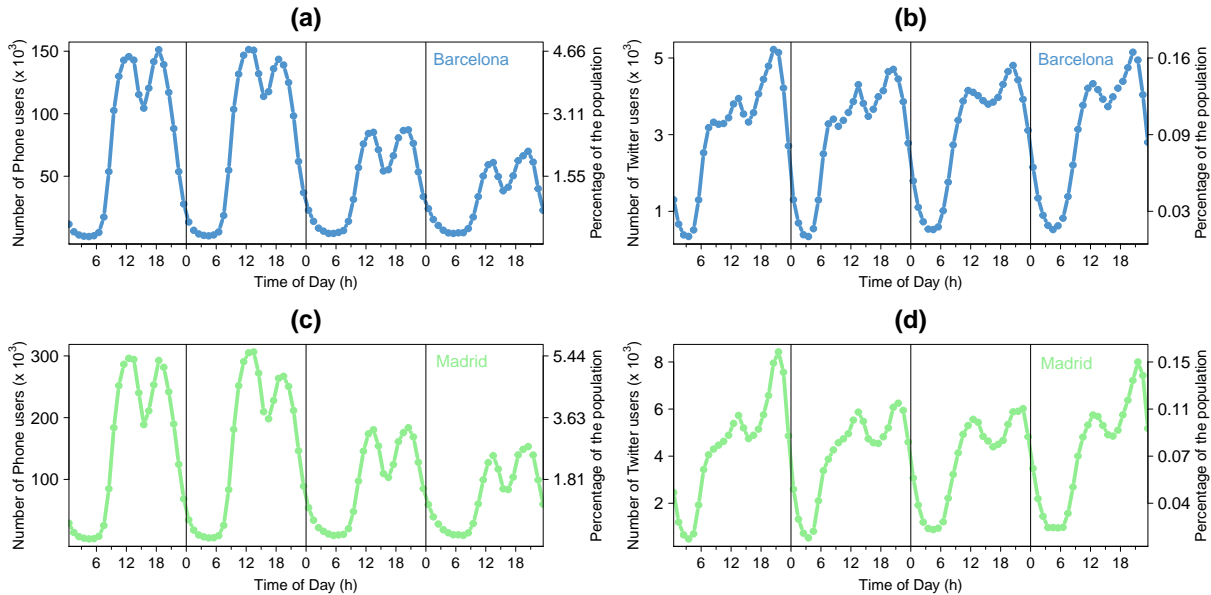 (a)
Barcelona
Number of Phone users (x 10³)
150
100
50
4.66
3.11
1.55
Percentage of the population
6 12 18 0 6 12 18 0 6 12 18 0 6 12 18
Time of Day (h)
(b)
Barcelona
Number of Twitter users (x 10³)
5
3
1
0.16
0.09
0.03
Percentage of the population
6 12 18 0 6 12 18 0 6 12 18 0 6 12 18
Time of Day (h)
(c)
Madrid
Number of Phone users (x 10³)
300
200
100
5.44
3.63
1.81
Percentage of the population
6 12 18 0 6 12 18 0 6 12 18 0 6 12 18
Time of Day (h)
(d)
Madrid
Number of Twitter users (x 10³)
8
6
4
2
0.15
0.11
0.07
0.04
Percentage of the population
6 12 18 0 6 12 18 0 6 12 18 0 6 12 18
Time of Day (h)